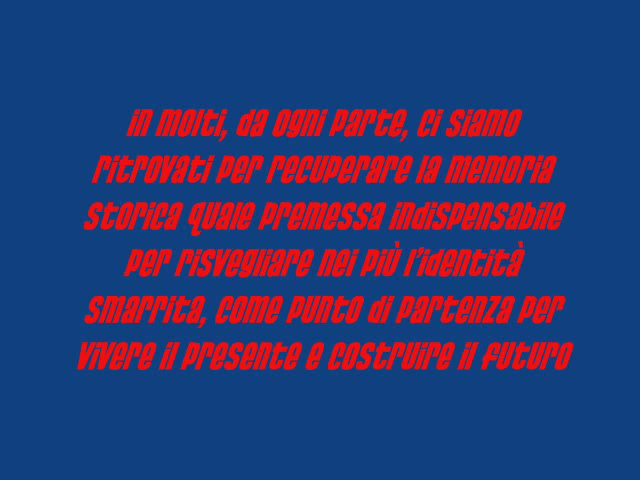 in molti, da ogni parte, ci siamo
ritrovati per recuperare la memoria
storica quale premessa indispensabile
per risvegliare nei più l'identità
smarrita, come punto di partenza per
vivere il presente e costruire il futuro